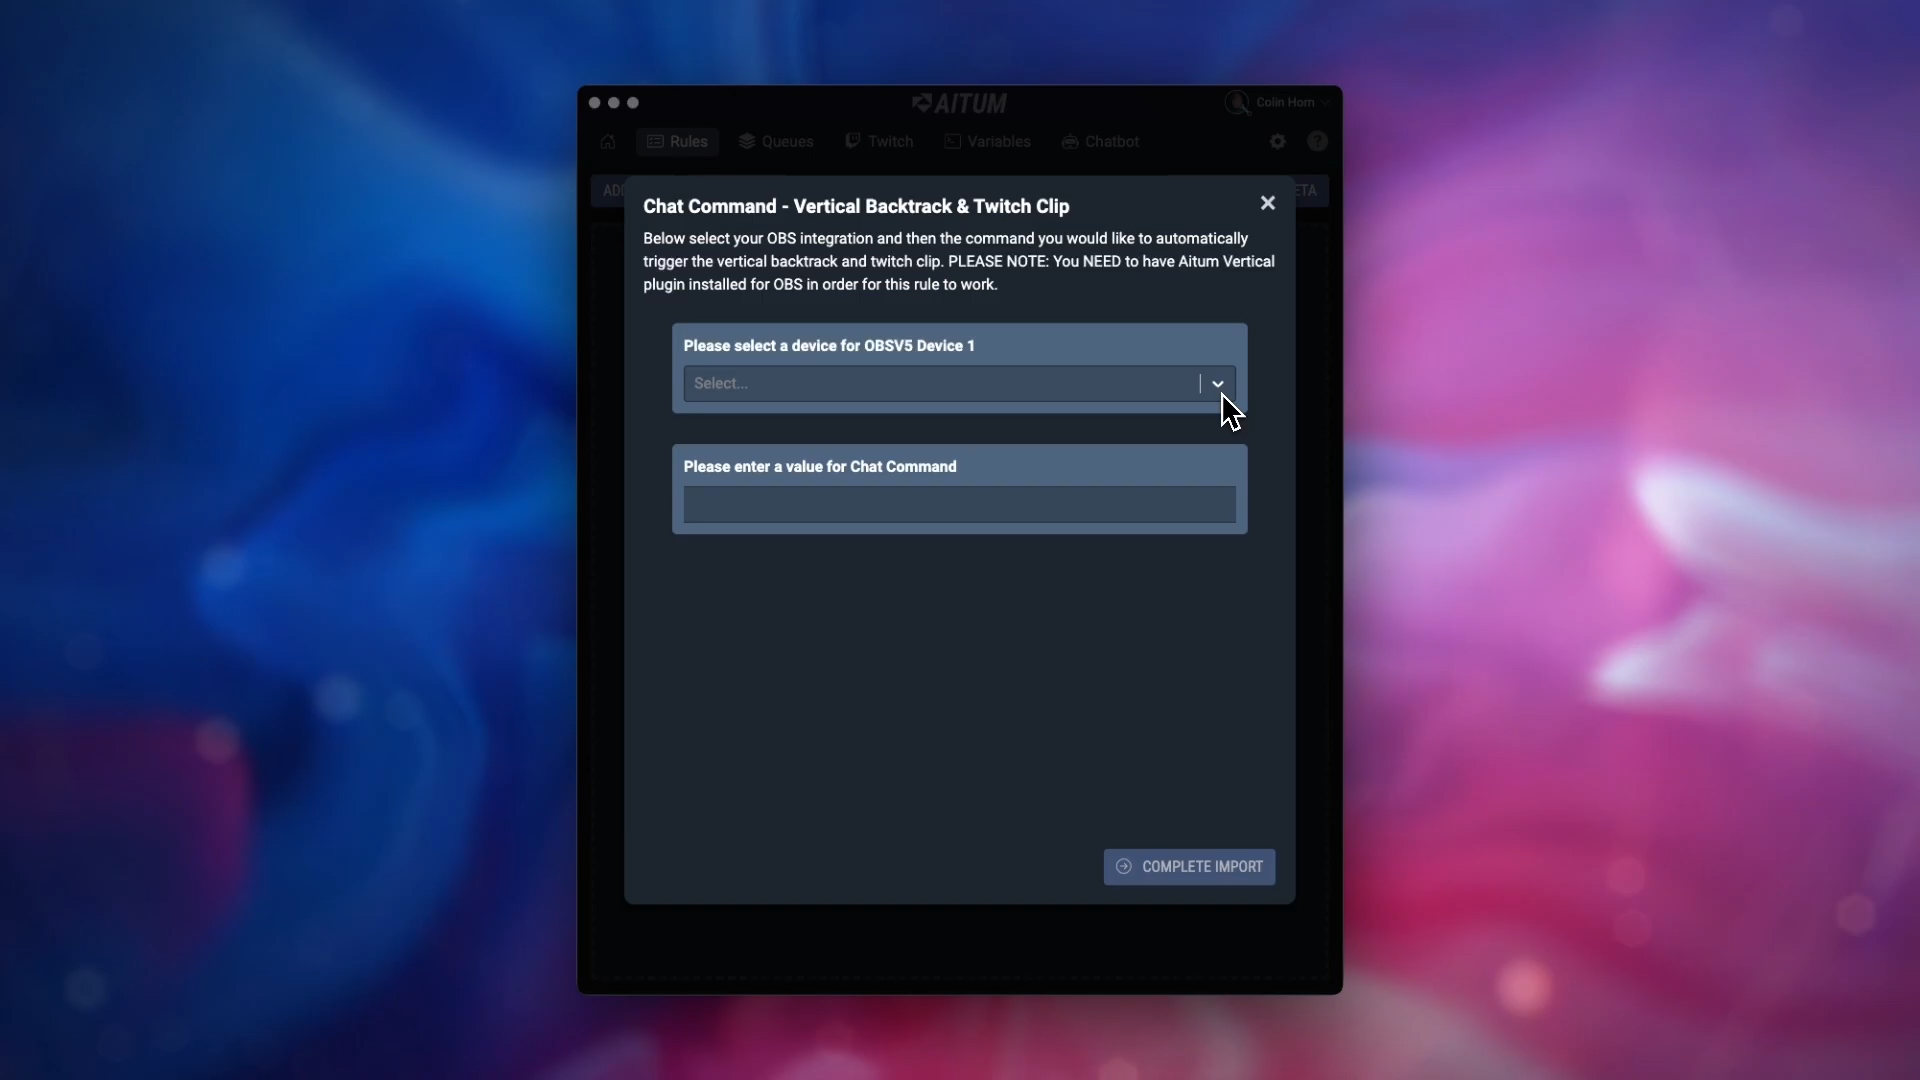 AITUM
Colin Horn
Rules
Queues
Twitch
Variables
Chatbot
?
Chat Command - Vertical Backtrack & Twitch Clip
Below select your OBS integration and then the command you would like to automatically
trigger the vertical backtrack and twitch clip. PLEASE NOTE: You NEED to have Aitum Vertical
plugin installed for OBS in order for this rule to work.
Please select a device for OBSV5 Device 1
Select...
Please enter a value for Chat Command
COMPLETE IMPORT